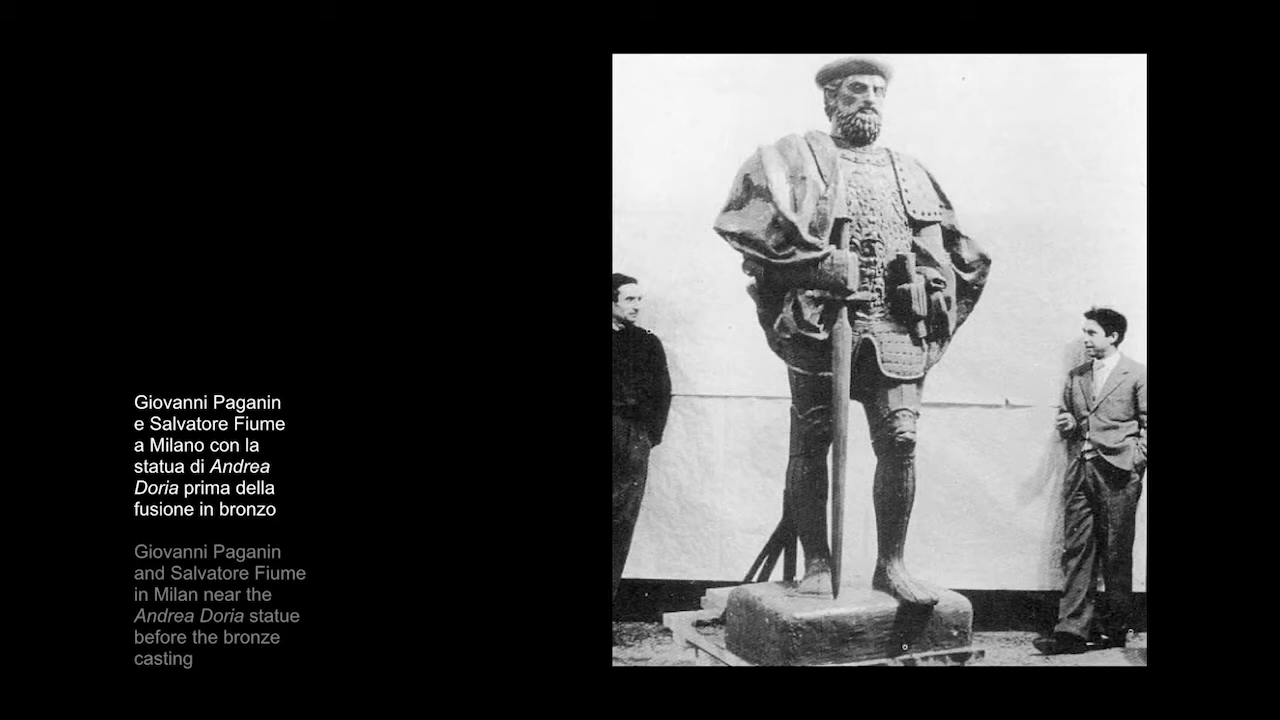 Giovanni Paganin
e Salvatore Fiume
a Milano con la
statua di Andrea
Doria prima della
fusione in bronzo
Giovanni Paganin
and Salvatore Fiume
in Milan near the
Andrea Doria statue
before the bronze
casting